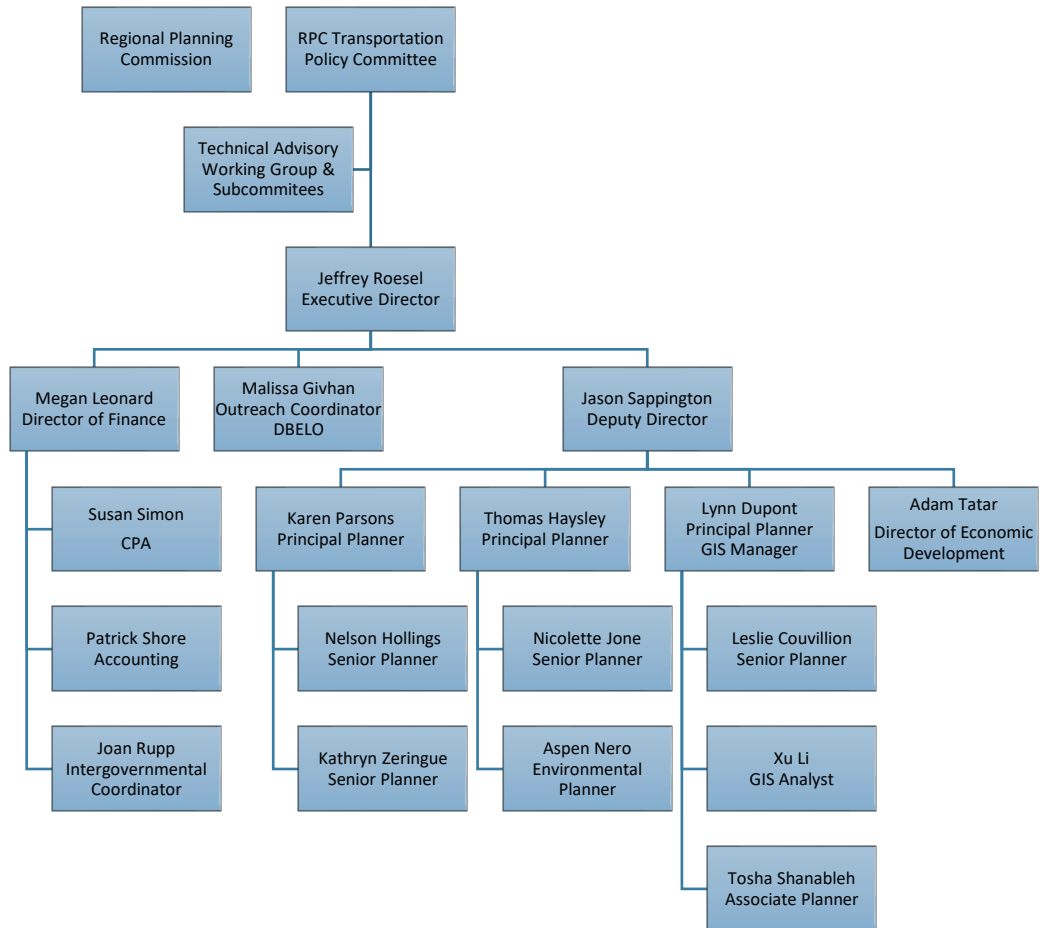 Regional Planning
Commission
RPC Transportation
Policy Committee
Technical Advisory
Working Group &
Subcommitees
Jeffrey Roesel
Executive Director
Megan Leonard
Director of Finance
Malissa Givhan
Outreach Coordinator
DBELO
Jason Sappington
Deputy Director
Susan Simon
CPA
Karen Parsons
Principal Planner
Thomas Haysley
Principal Planner
Lynn Dupont
Principal Planner
GIS Manager
Adam Tatar
Director of Economic
Development
Patrick Shore
Accounting
Nelson Hollings
Senior Planner
Nicolette Jone
Senior Planner
Leslie Couvillion
Senior Planner
Joan Rupp
Intergovernmental
Coordinator
Kathryn Zeringue
Senior Planner
Aspen Nero
Environmental
Planner
Xu Li
GIS Analyst
Tosha Shanableh
Associate Planner